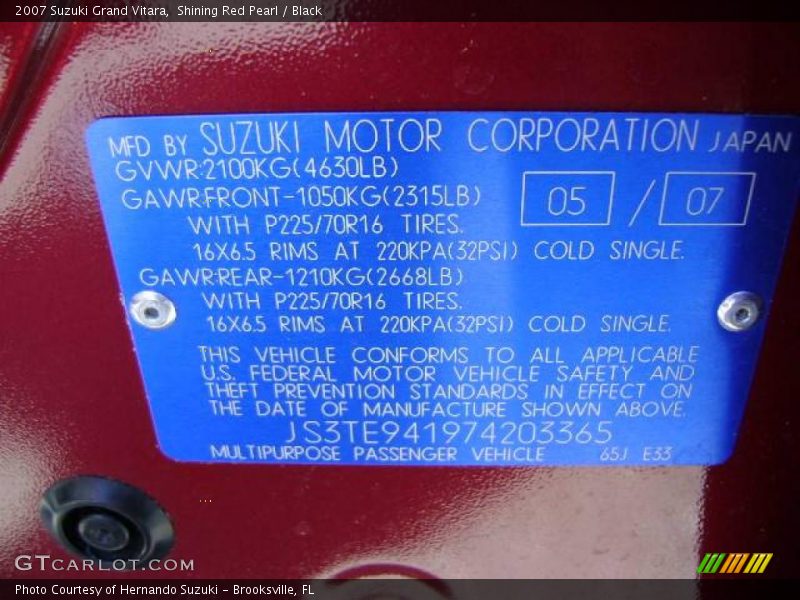 2007 Suzuki Grand Vitara, Shining Red Pearl / Black
MFD BY SUZUKI MOTOR CORPORATION JAPAN
GVWR:2100KG(4630LB)
GAWR:FRONT-1050KG(2315LB)
05 / 07
WITH P225/70R16 TIRES.
16X6.5 RIMS AT 220KPA(32PSI) COLD SINGLE.
GAWR:REAR-1210KG(2668LB)
WITH P225/70R16 TIRES.
16X6.5 RIMS AT 220KPA(32PSI) COLD SINGLE.
THIS VEHICLE CONFORMS TO ALL APPLICABLE
U.S. FEDERAL MOTOR VEHICLE SAFETY AND
THEFT PREVENTION STANDARDS IN EFFECT ON
THE DATE OF MANUFACTURE SHOWN ABOVE.
JS3TE941974203365
MULTIPURPOSE PASSENGER VEHICLE 65J E33
GTCARLOT.COM
Photo Courtesy of Hernando Suzuki - Brooksville, FL